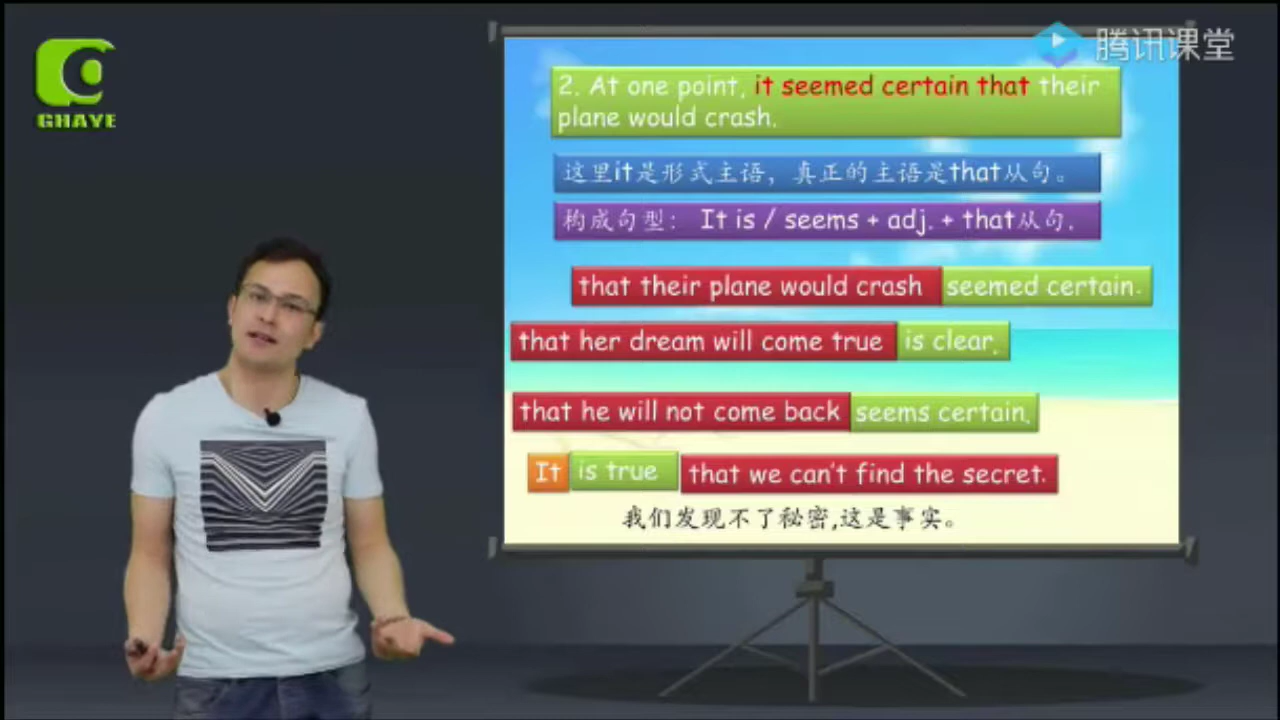 GHAYE
腾讯课堂
2. At one point, it seemed certain that their
plane would crash.
这里it是形式主语，真正的主语是that从句。
构成句型： It is / seems + adj. + that从句.
that their plane would crash seemed certain.
that her dream will come true is clear.
that he will not come back seems certain.
It is true that we can't find the secret.
我们发现不了秘密,这是事实。